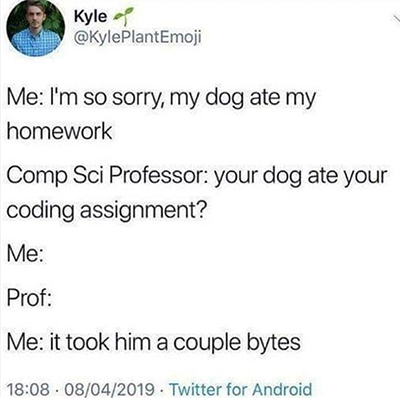 Kyle 🌱
@KylePlantEmoji
Me: I'm so sorry, my dog ate my
homework
Comp Sci Professor: your dog ate your
coding assignment?
Me:
Prof:
Me: it took him a couple bytes
18:08 · 08/04/2019 · Twitter for Android